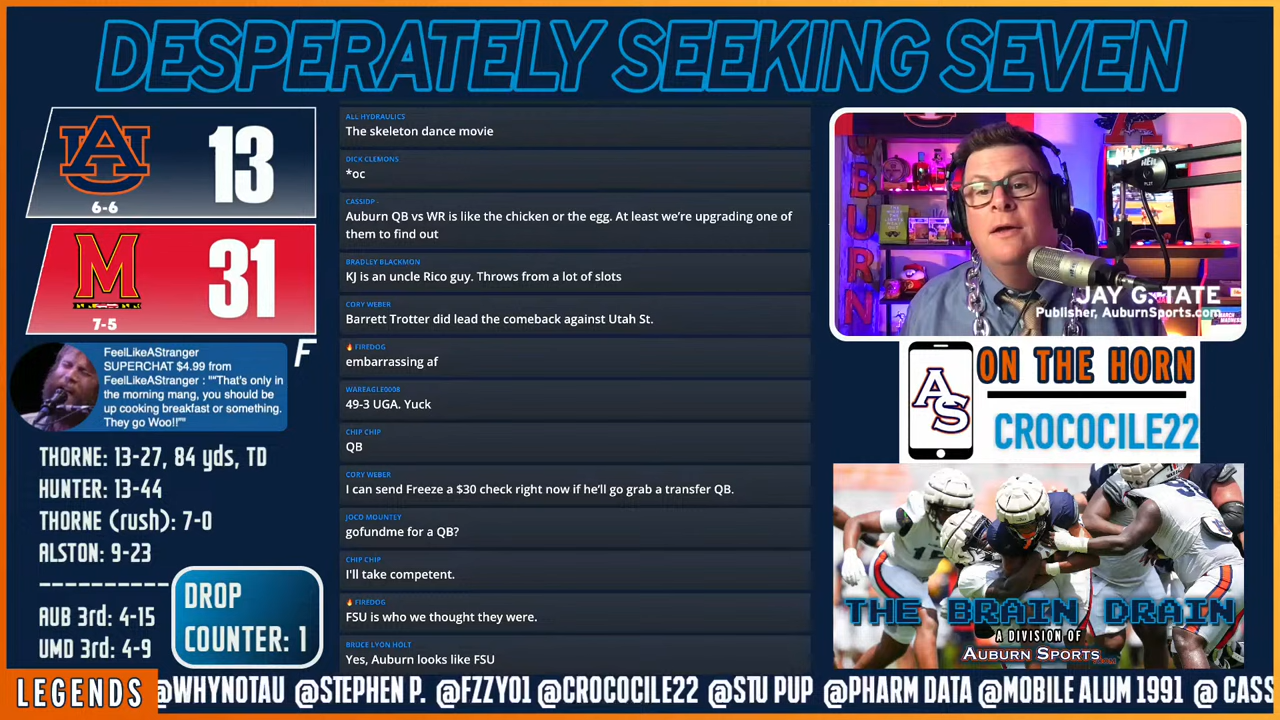 DESPERATELY SEEKING SEVEN
13
6-6
M
31
7-5
F
FeelLikeAStranger
SUPERCHAT $4.99 from
FeelLikeAStranger : ""That's only in
the morning mang, you should be
up cooking breakfast or something.
They go Woo!!""
THORNE: 13-27, 84 yds, TD
HUNTER: 13-44
THORNE (rush): 7-0
ALSTON: 9-23
----------
AUB 3rd: 4-15
UMD 3rd: 4-9
DROP
COUNTER: 1
ALL HYDRAULICS
The skeleton dance movie
DICK CLEMONS
*oc
CASSIDP -
Auburn QB vs WR is like the chicken or the egg. At least we're upgrading one of
them to find out
BRADLEY BLACKMON
KJ is an uncle Rico guy. Throws from a lot of slots
CORY WEBER
Barrett Trotter did lead the comeback against Utah St.
🔥 FIREDOG
embarrassing af
WAREAGLE0008
49-3 UGA. Yuck
CHIP CHIP
QB
CORY WEBER
I can send Freeze a $30 check right now if he'll go grab a transfer QB.
JOCO MOUNTEY
gofundme for a QB?
CHIP CHIP
I'll take competent.
🔥 FIREDOG
FSU is who we thought they were.
BRUCE LYON HOLT
Yes, Auburn looks like FSU
BURN
JAY G. TATE
Publisher, AuburnSports.com
AS
ON THE HORN
CROCOCILE22
THE BRAIN DRAIN
A DIVISION OF
AUBURN SPORTS
LEGENDS
@WHYNOTAU @STEPHEN P. @FZZY01 @CROCOCILE22 @STU PUP @PHARM DATA @MOBILE ALUM 1991 @ CASS